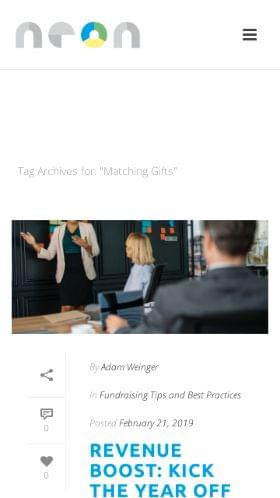 neon
Tag Archives for: "Matching Gifts"
By Adam Weinger
In Fundraising Tips and Best Practices
0
Posted February 21, 2019
REVENUE
BOOST: KICK
0
THE YEAR OFF